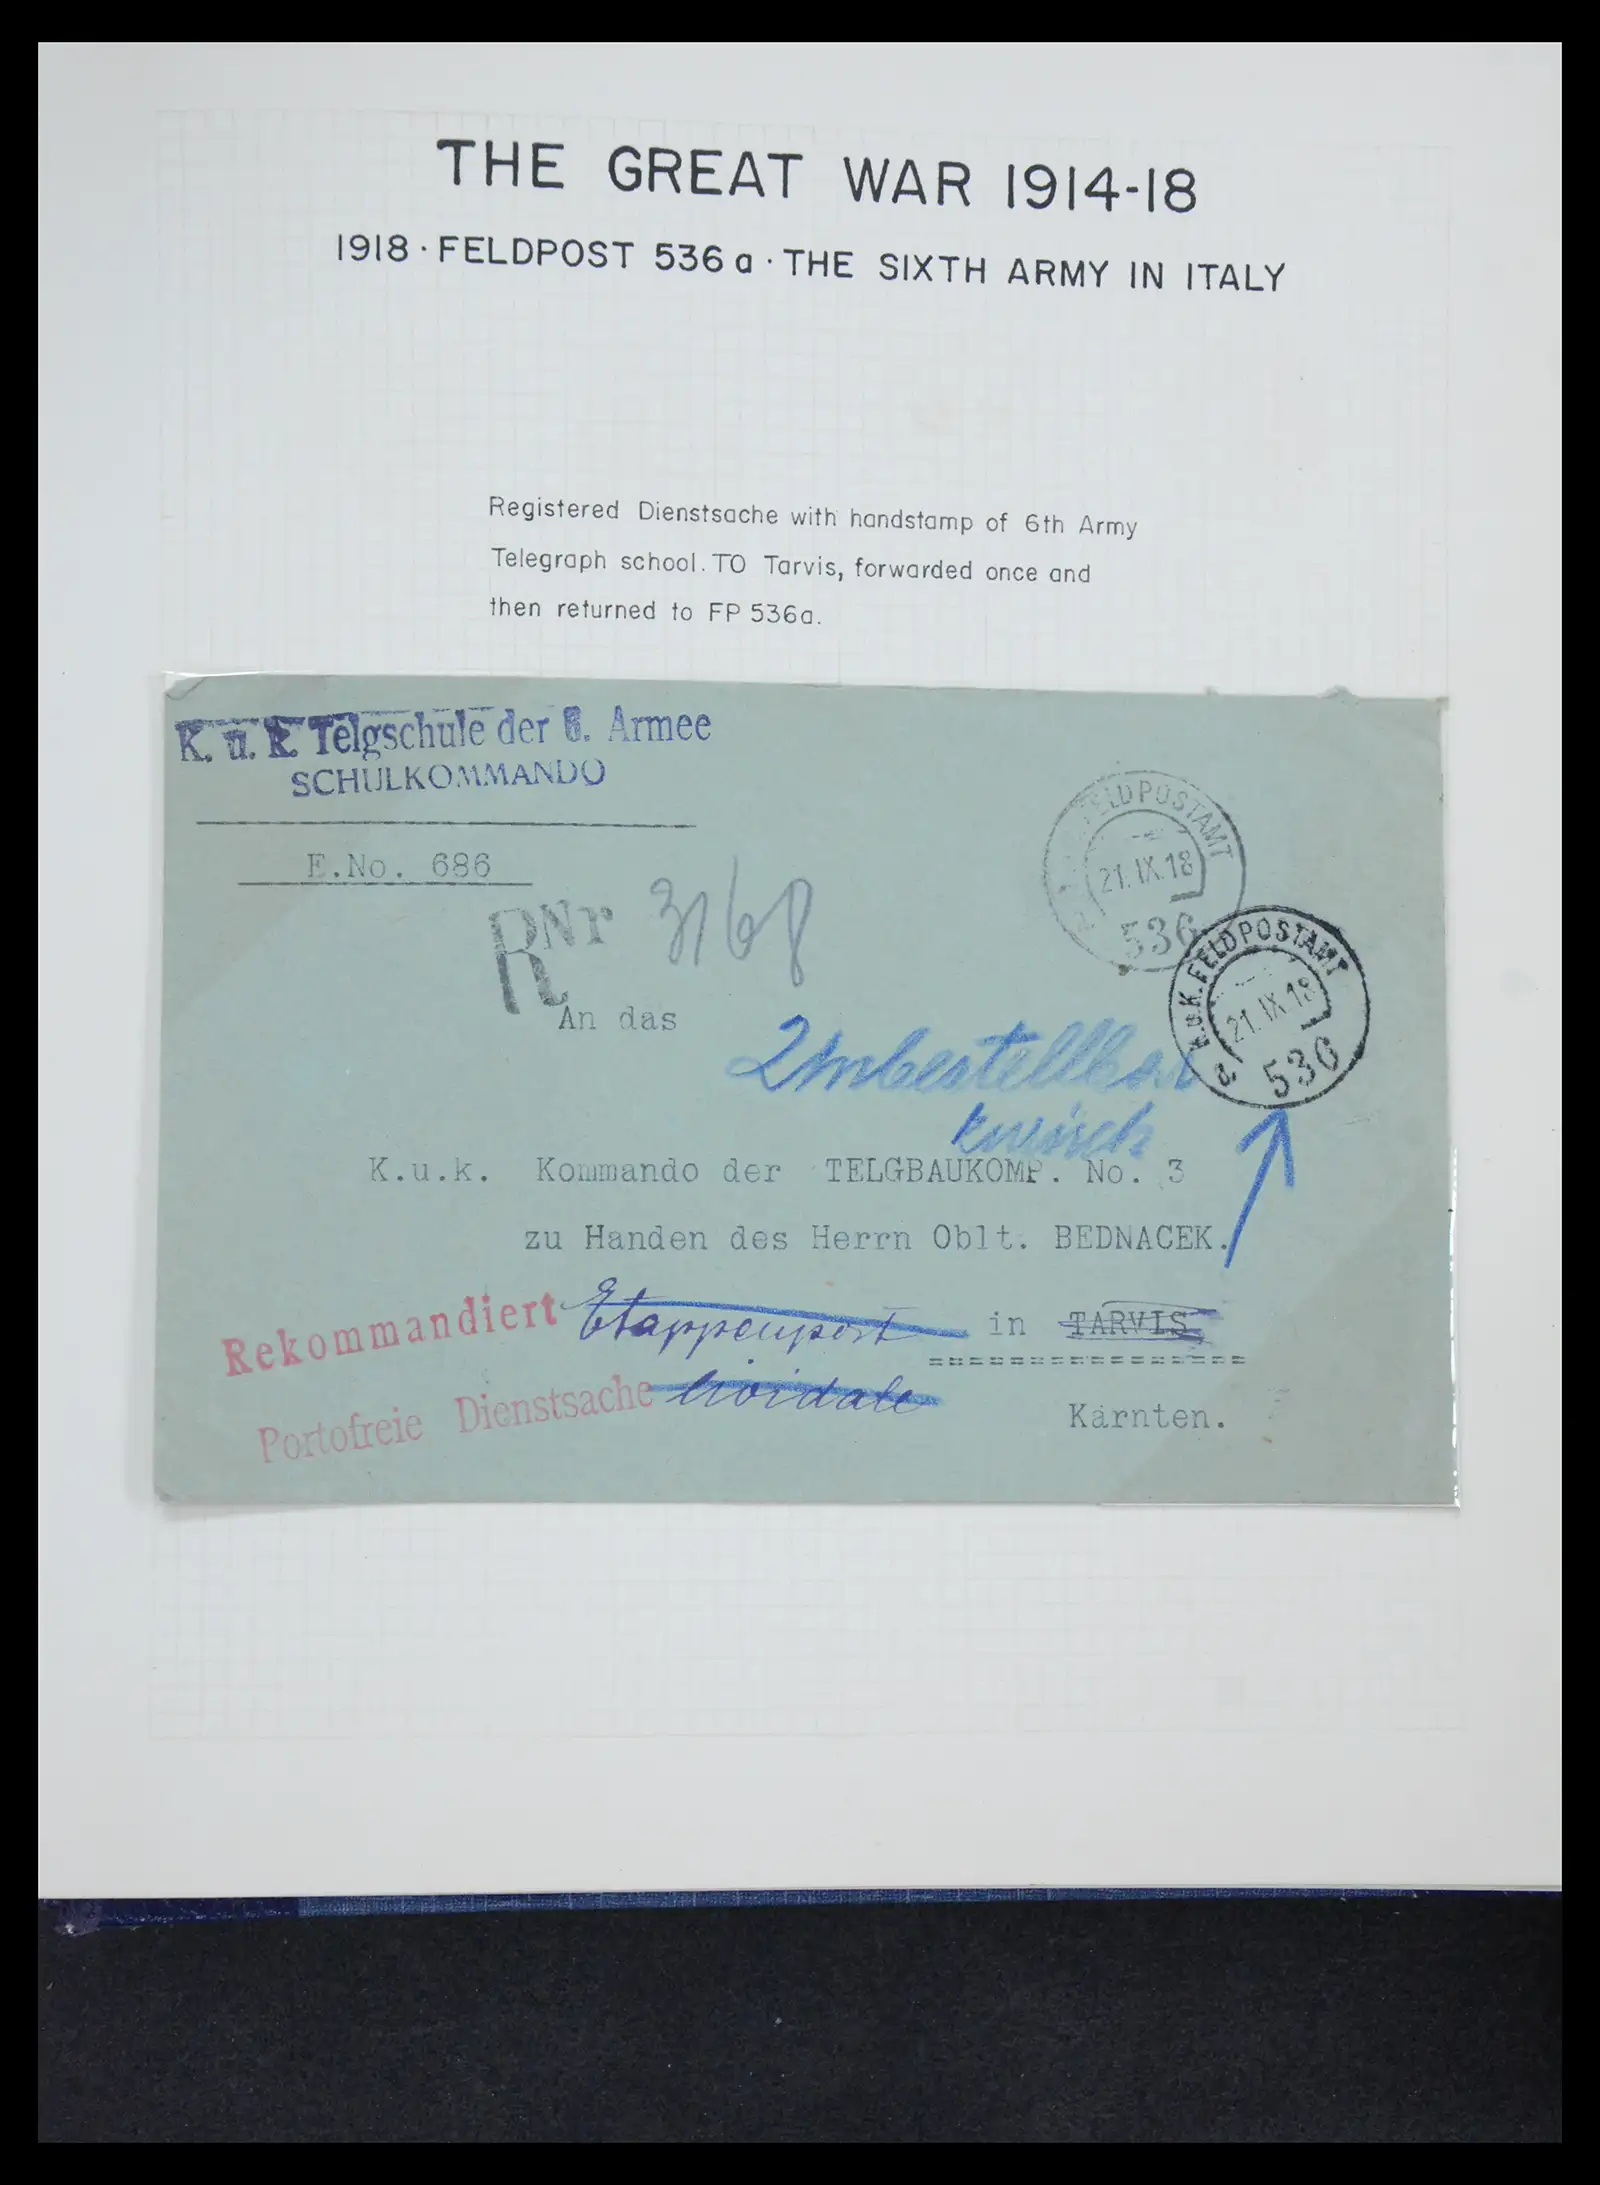 THE GREAT WAR 1914-18
1918 · FELDPOST 536a · THE SIXTH ARMY IN ITALY
Registered Dienstsache with handstamp of 6th Army
Telegraph school. TO Tarvis, forwarded once and
then returned to FP 536a.
K. u. k. Telgschule der 6. Armee
SCHULKOMMANDO
E.No. 686
FELDPOSTAMT
21.IX.18
536
R Nr 3168
K.u.K. FELDPOSTAMT
21.IX.18
a 536
An das
Unbestellbar
zurück
K.u.k. Kommando der TELGBAUKOMP. No. 3
zu Handen des Herrn Oblt. BEDNACEK.
Rekommandiert Etappenpost in TARVIS
Portofreie Dienstsache Cividale Kärnten.